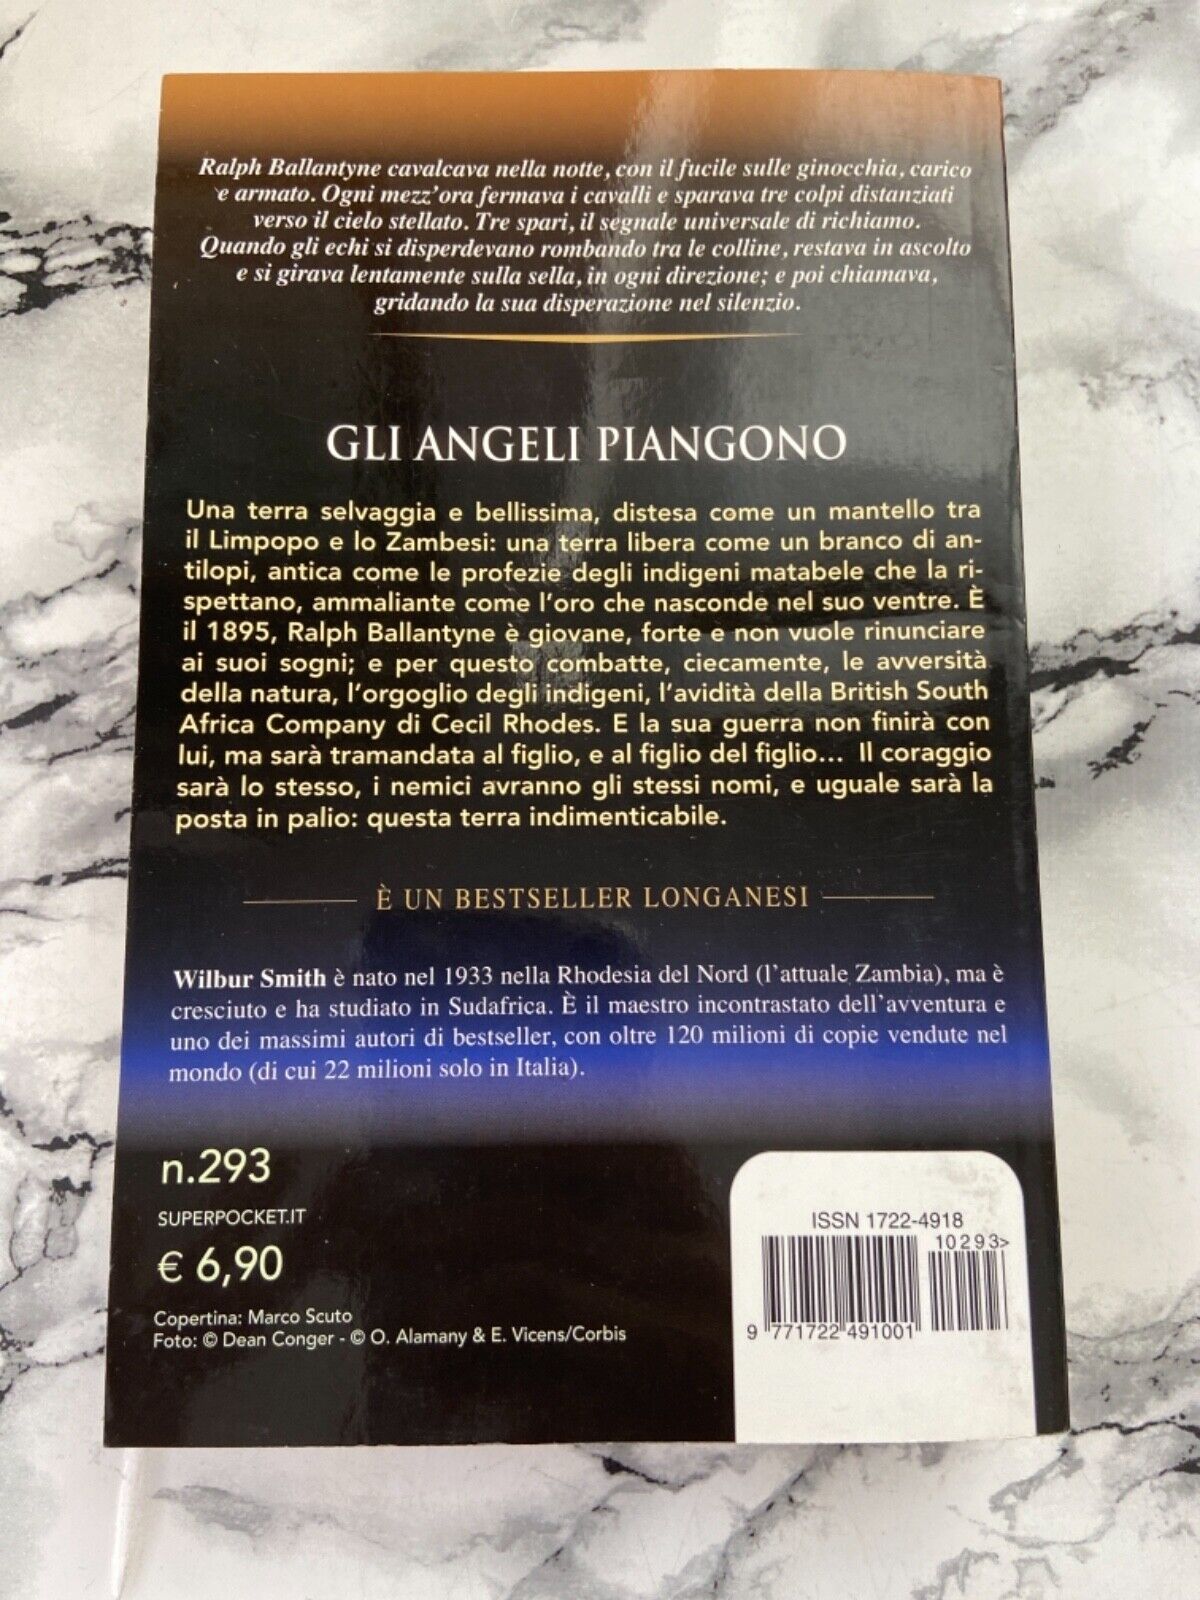 Ralph Ballantyne cavalcava nella notte, con il fucile sulle ginocchia, carico
e armato. Ogni mezz'ora fermava i cavalli e sparava tre colpi distanziati
verso il cielo stellato. Tre spari, il segnale universale di richiamo.
Quando gli echi si disperdevano rombando tra le colline, restava in ascolto
e si girava lentamente sulla sella, in ogni direzione; e poi chiamava,
gridando la sua disperazione nel silenzio.
GLI ANGELI PIANGONO
Una terra selvaggia e bellissima, distesa come un mantello tra
il Limpopo e lo Zambesi: una terra libera come un branco di an-
tilopi, antica come le profezie degli indigeni matabele che la ri-
spettano, ammaliante come l'oro che nasconde nel suo ventre. È
il 1895, Ralph Ballantyne è giovane, forte e non vuole rinunciare
ai suoi sogni; e per questo combatte, ciecamente, le avversità
della natura, l'orgoglio degli indigeni, l'avidità della British South
Africa Company di Cecil Rhodes. E la sua guerra non finirà con
lui, ma sarà tramandata al figlio, e al figlio del figlio... Il coraggio
sarà lo stesso, i nemici avranno gli stessi nomi, e uguale sarà la
posta in palio: questa terra indimenticabile.
È UN BESTSELLER LONGANESI
Wilbur Smith è nato nel 1933 nella Rhodesia del Nord (l'attuale Zambia), ma è
cresciuto e ha studiato in Sudafrica. È il maestro incontrastato dell'avventura e
uno dei massimi autori di bestseller, con oltre 120 milioni di copie vendute nel
mondo (di cui 22 milioni solo in Italia).
n.293
SUPERPOCKET.IT
€ 6,90
Copertina: Marco Scuto
Foto: © Dean Conger - © O. Alamany & E. Vicens/Corbis
ISSN 1722-4918
10293>
9 771722 491001